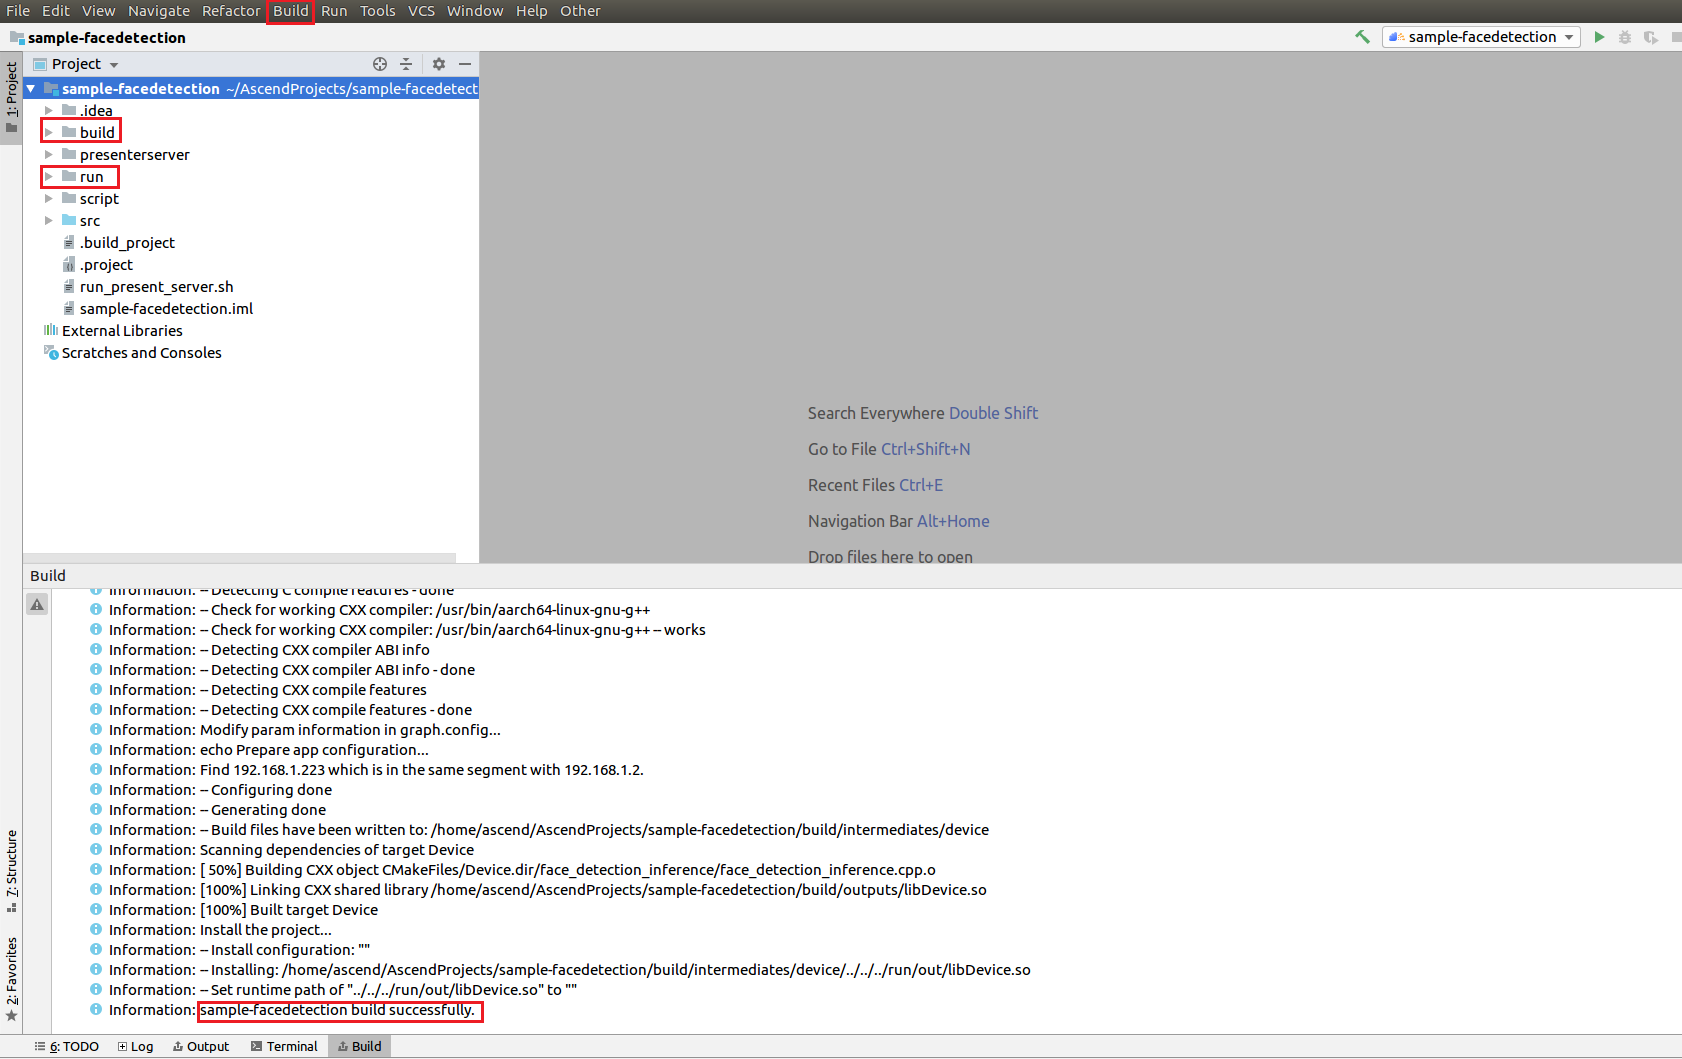 File Edit View Navigate Refactor Build Run Tools VCS Window Help Other
sample-facedetection
sample-facedetection
1: Project
Project
sample-facedetection ~/AscendProjects/sample-facedetect
.idea
build
presenterserver
run
script
src
.build_project
.project
run_present_server.sh
sample-facedetection.iml
External Libraries
Scratches and Consoles
Search Everywhere Double Shift
Go to File Ctrl+Shift+N
Recent Files Ctrl+E
Navigation Bar Alt+Home
Drop files here to open
Build
Information: -- Detecting C compile features - done
Information: -- Check for working CXX compiler: /usr/bin/aarch64-linux-gnu-g++
Information: -- Check for working CXX compiler: /usr/bin/aarch64-linux-gnu-g++ -- works
Information: -- Detecting CXX compiler ABI info
Information: -- Detecting CXX compiler ABI info - done
Information: -- Detecting CXX compile features
Information: -- Detecting CXX compile features - done
Information: Modify param information in graph.config...
Information: echo Prepare app configuration...
Information: Find 192.168.1.223 which is in the same segment with 192.168.1.2.
Information: -- Configuring done
Information: -- Generating done
Information: -- Build files have been written to: /home/ascend/AscendProjects/sample-facedetection/build/intermediates/device
Information: Scanning dependencies of target Device
Information: [ 50%] Building CXX object CMakeFiles/Device.dir/face_detection_inference/face_detection_inference.cpp.o
Information: [100%] Linking CXX shared library /home/ascend/AscendProjects/sample-facedetection/build/outputs/libDevice.so
Information: [100%] Built target Device
Information: Install the project...
Information: -- Install configuration: ""
Information: -- Installing: /home/ascend/AscendProjects/sample-facedetection/build/intermediates/device/../../../run/out/libDevice.so
Information: -- Set runtime path of "../../../run/out/libDevice.so" to ""
Information: sample-facedetection build successfully.
7: Structure
2: Favorites
6: TODO Log Output Terminal Build